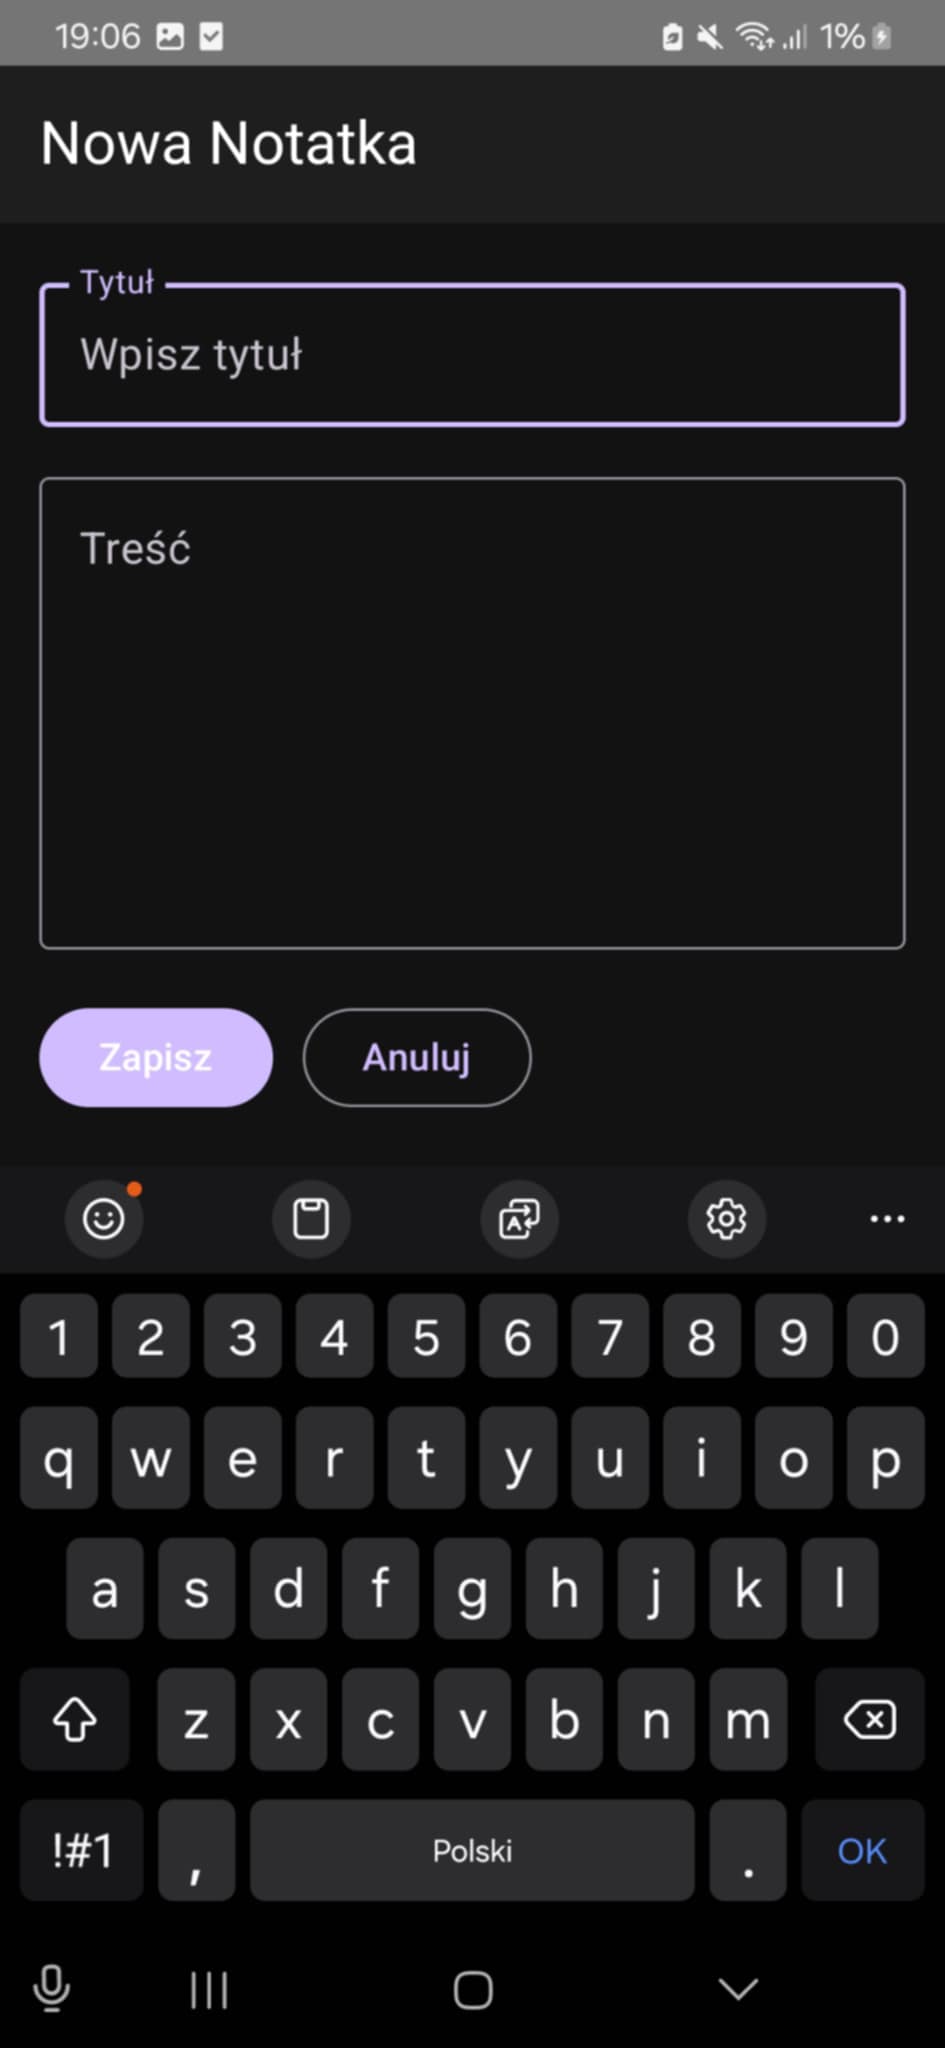 19:06 1%
Nowa Notatka
Tytuł
Wpisz tytuł
Treść
Zapisz Anuluj
1 2 3 4 5 6 7 8 9 0
q w e r t y u i o p
a s d f g h j k l
z x c v b n m
!#1 , Polski . OK